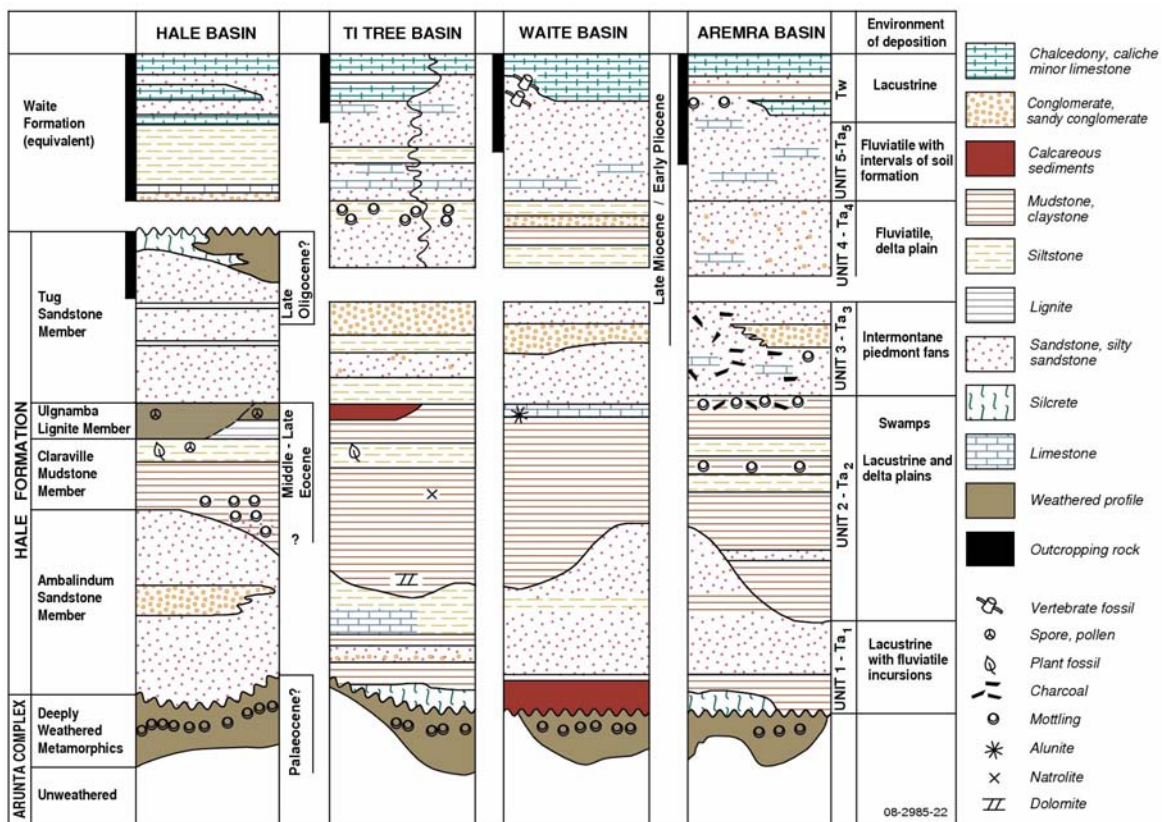 HALE BASIN
TI TREE BASIN
WAITE BASIN
AREMRA BASIN
Environment
of deposition
Waite
Formation
(equivalent)
Tug
Sandstone
Member
Ulgnamba
Lignite Member
Claraville
Mudstone
Member
Ambalindum
Sandstone
Member
Deeply
Weathered
Metamorphics
Unweathered
HALE FORMATION
ARUNTA COMPLEX
Late
Oligocene?
Middle - Late
Eocene
-?
Palaeocene?
Late Miocene / Early Pliocene
Tw
UNIT 5-Ta5
UNIT 4 - Ta4
UNIT 3 - Ta3
UNIT 2 - Ta2
UNIT 1 - Ta1
Lacustrine
Fluviatile with
intervals of soil
formation
Fluviatile,
delta plain
Intermontane
piedmont fans
Swamps
Lacustrine and
delta plains
Lacustrine
with fluviatile
incursions
08-2985-22
Chalcedony, caliche
minor limestone
Conglomerate,
sandy conglomerate
Calcareous
sediments
Mudstone,
claystone
Siltstone
Lignite
Sandstone, silty
sandstone
Silcrete
Limestone
Weathered profile
Outcropping rock
Vertebrate fossil
Spore, pollen
Plant fossil
Charcoal
Mottling
Alunite
Natrolite
Dolomite